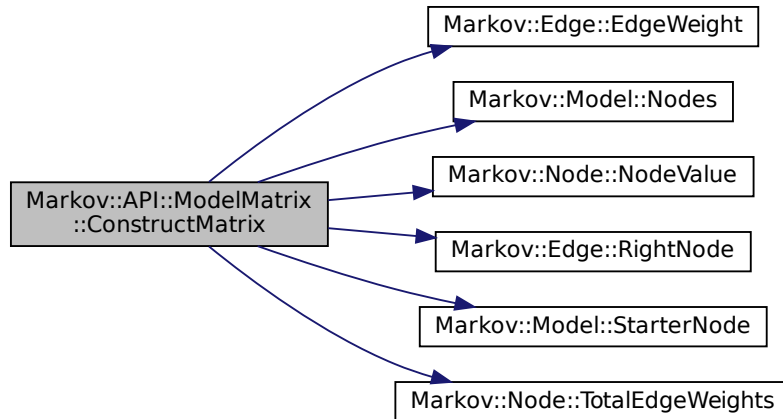 Markov::Edge::EdgeWeight
Markov::Model::Nodes
Markov::API::ModelMatrix
::ConstructMatrix
Markov::Node::NodeValue
Markov::Edge::RightNode
Markov::Model::StarterNode
Markov::Node::TotalEdgeWeights